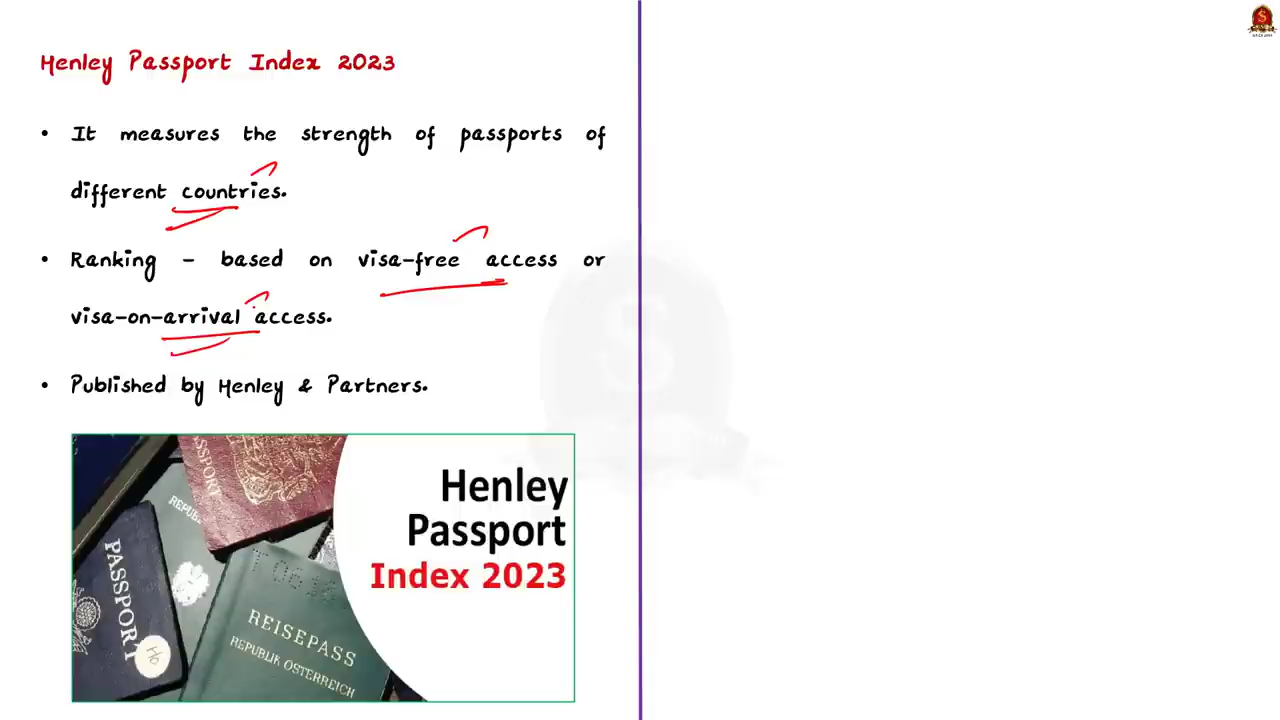 Henley Passport Index 2023
• It measures the strength of passports of
different countries.
• Ranking – based on visa-free access or
visa-on-arrival access.
• Published by Henley & Partners.
Henley
Passport
Index 2023
PASSPORT
REISEPASS
REPUBLIK ÖSTERREICH